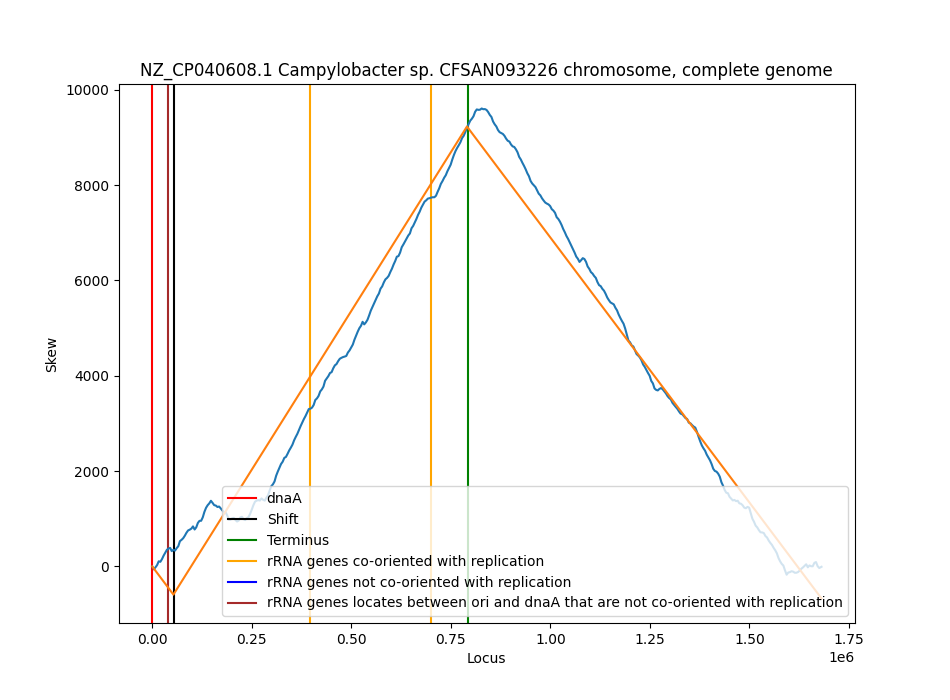 NZ_CP040608.1 Campylobacter sp. CFSAN093226 chromosome, complete genome
Skew
10000
8000
6000
4000
2000
0
dnaA
Shift
Terminus
rRNA genes co-oriented with replication
rRNA genes not co-oriented with replication
rRNA genes locates between ori and dnaA that are not co-oriented with replication
0.00 0.25 0.50 0.75 1.00 1.25 1.50 1.75
1e6
Locus